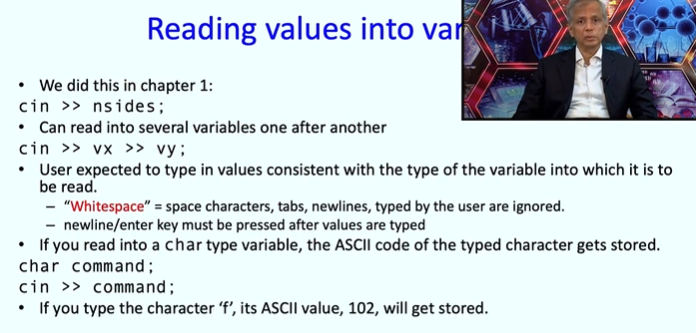 Reading values into var
• We did this in chapter 1:
cin >> nsides;
• Can read into several variables one after another
cin >> vx >> vy;
• User expected to type in values consistent with the type of the variable into which it is to
be read.
– “Whitespace” = space characters, tabs, newlines, typed by the user are ignored.
– newline/enter key must be pressed after values are typed
• If you read into a char type variable, the ASCII code of the typed character gets stored.
char command;
cin >> command;
• If you type the character ‘f’, its ASCII value, 102, will get stored.